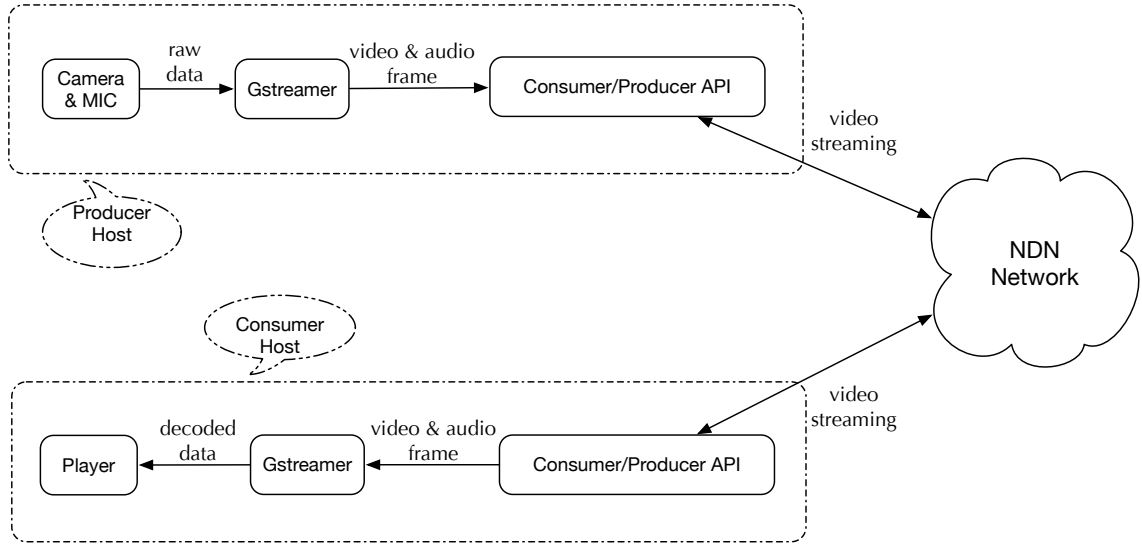 raw
data
video & audio
frame
Camera
& MIC
Gstreamer
Consumer/Producer API
video
streaming
Producer
Host
NDN
Network
Consumer
Host
video
streaming
decoded
data
video & audio
frame
Player
Gstreamer
Consumer/Producer API